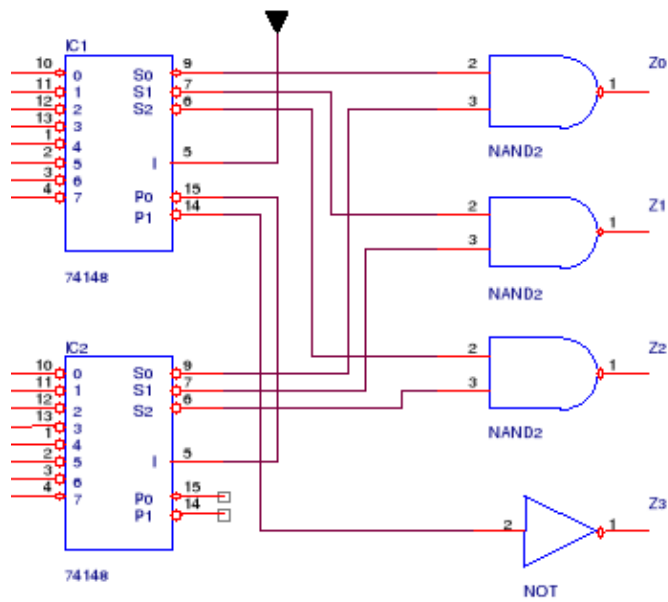 IC1
10 0 S0 9
11 1 S1 7
12 2 S2 6
13 3
1 4
2 5 I 5
3 6
4 7 P0 15
P1 14
74148
2 1 Z0
3
NAND2
2 1 Z1
3
NAND2
IC2
10 0 S0 9
11 1 S1 7
12 2 S2 6
13 3
1 4
2 5 I 5
3 6
4 7 P0 15
P1 14
74148
2 1 Z2
3
NAND2
2 1 Z3
NOT